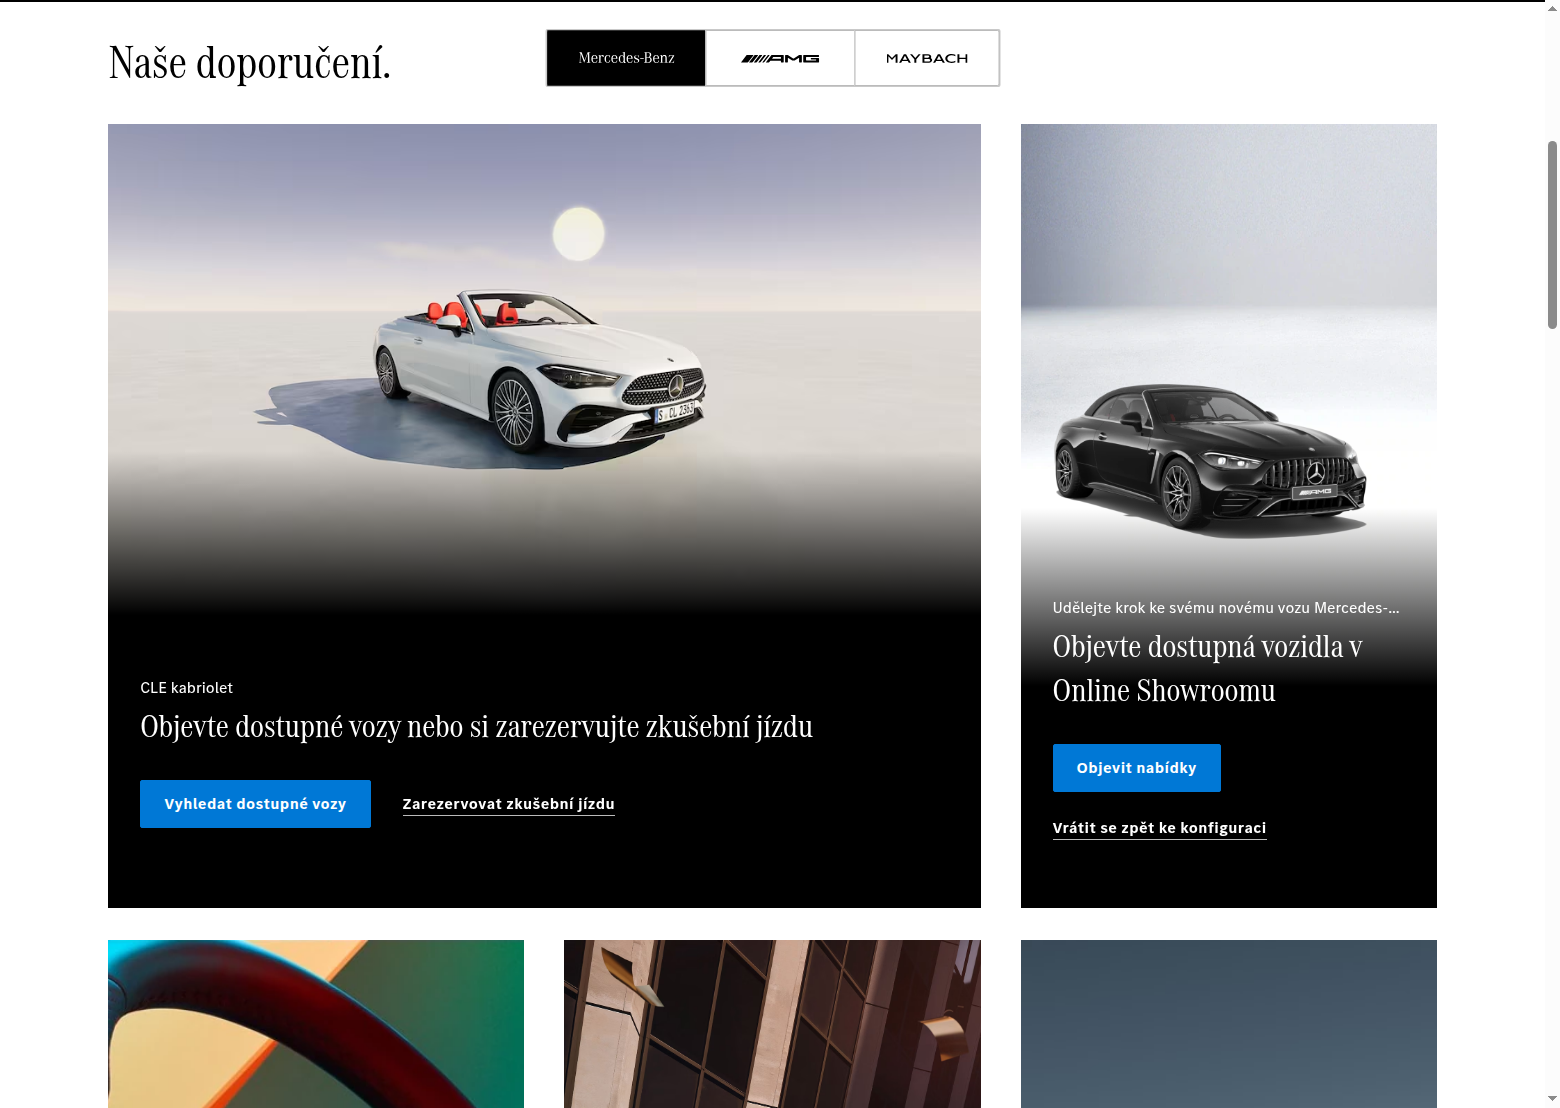 Naše doporučení.
Mercedes-Benz
AMG
MAYBACH
S CL 2363
AMG
CLE kabriolet
Objevte dostupné vozy nebo si zarezervujte zkušební jízdu
Vyhledat dostupné vozy
Zarezervovat zkušební jízdu
Udělejte krok ke svému novému vozu Mercedes-...
Objevte dostupná vozidla v
Online Showroomu
Objevit nabídky
Vrátit se zpět ke konfiguraci